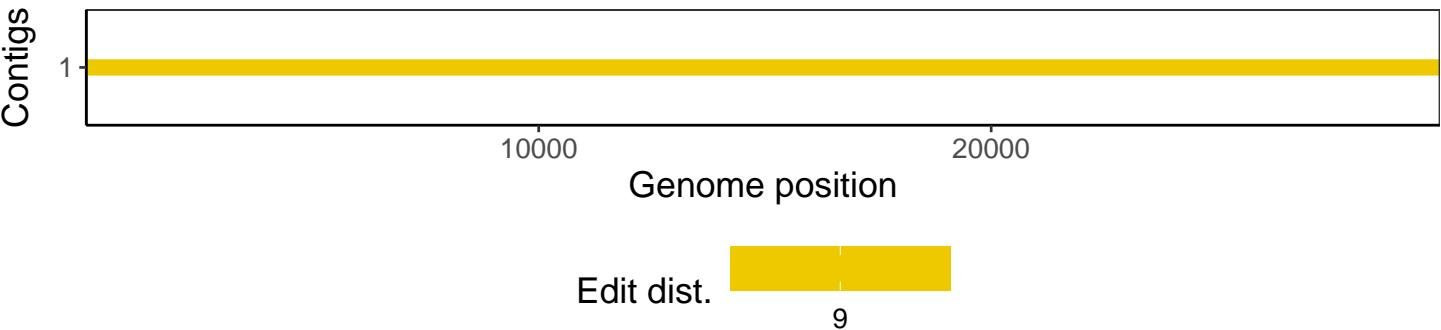 Contigs
1
10000 20000
Genome position
Edit dist.
9